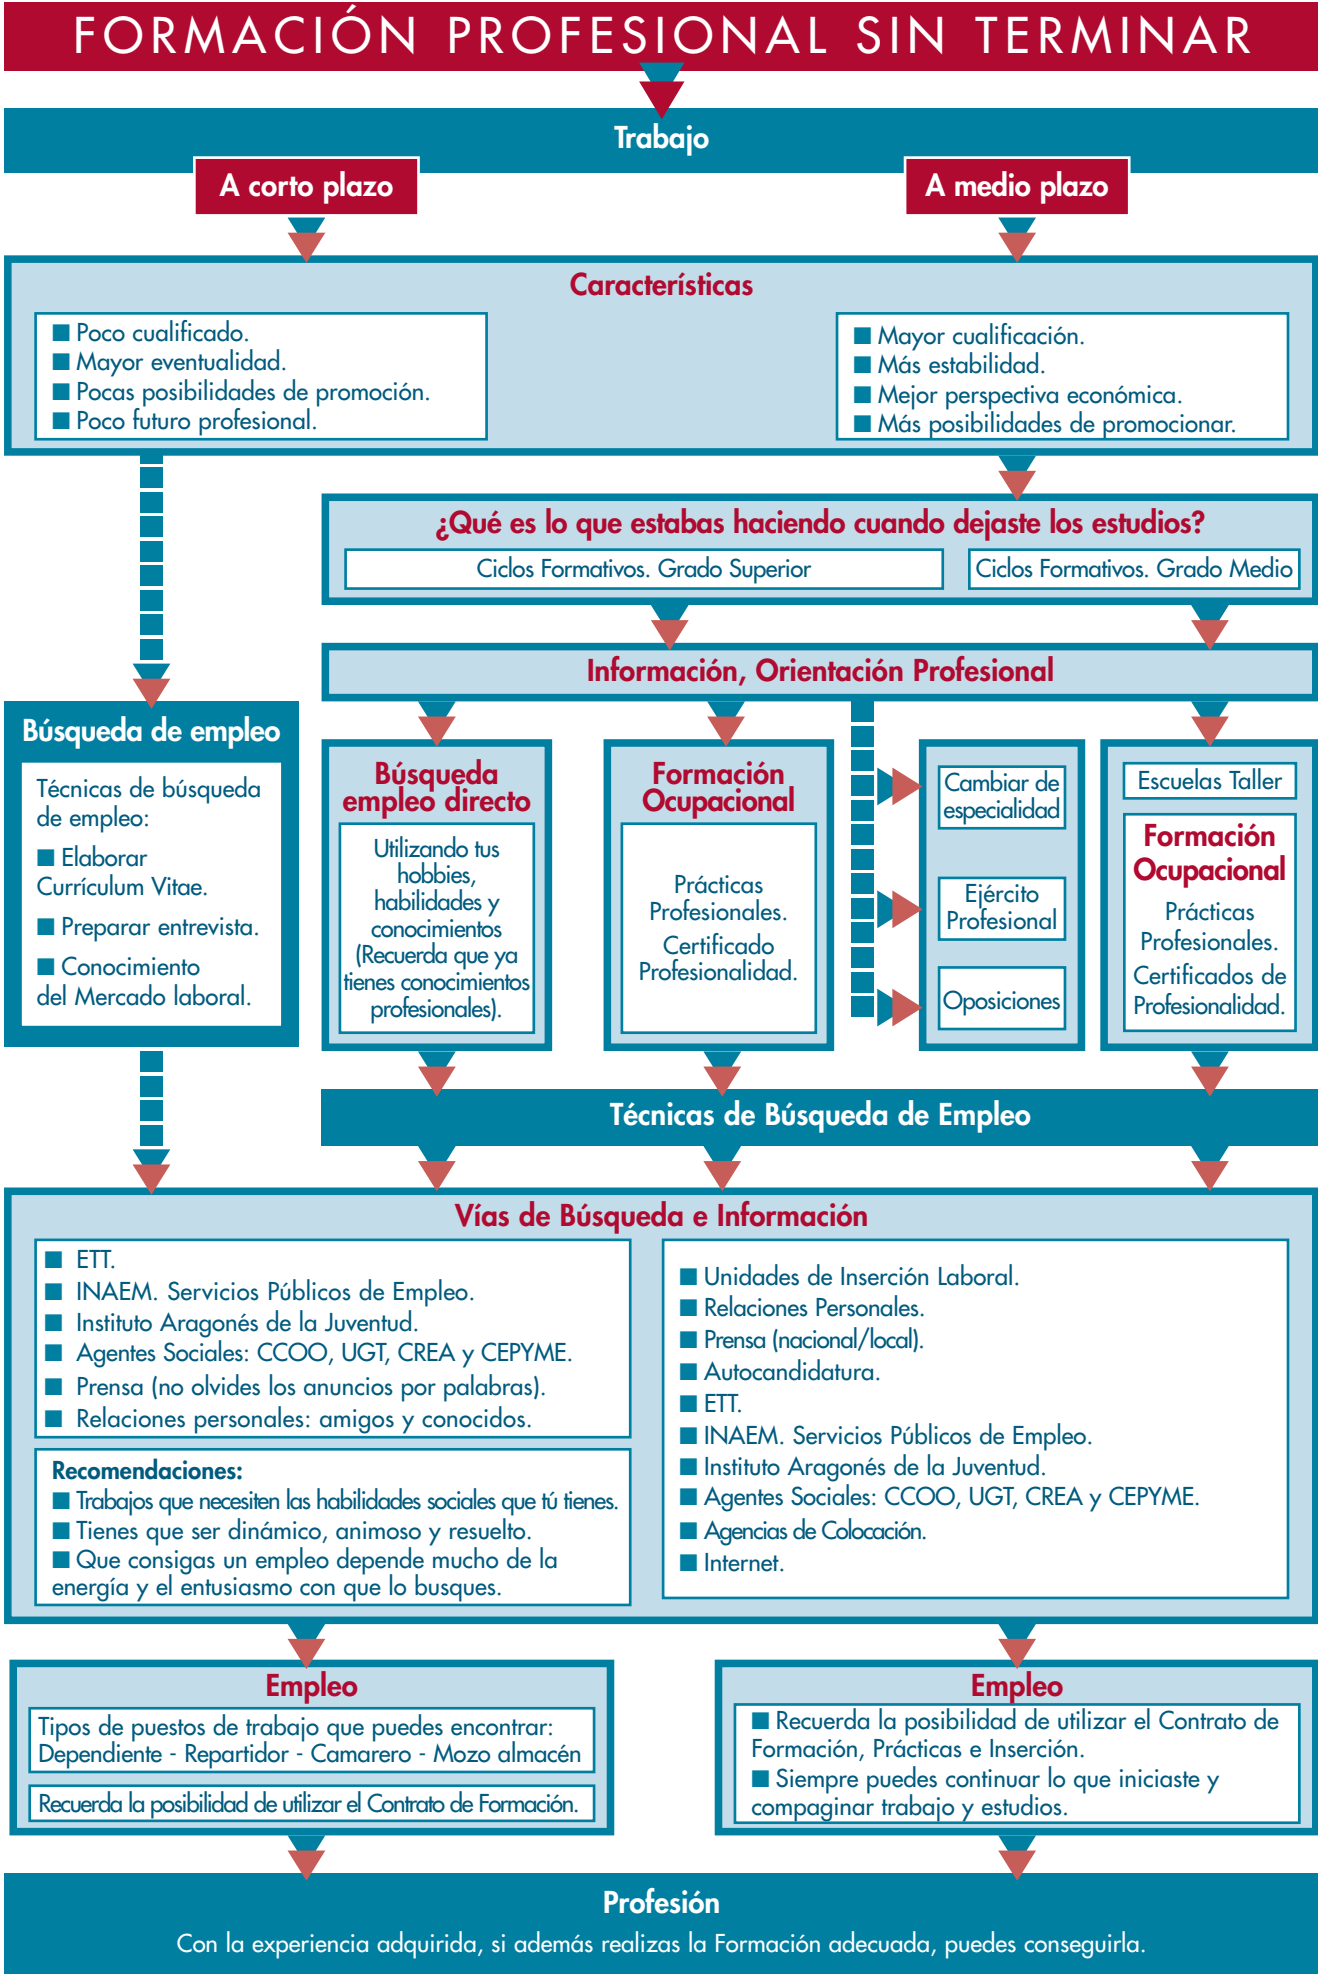 FORMACIÓN PROFESIONAL SIN TERMINAR
Trabajo
A corto plazo
A medio plazo
Características
■ Poco cualificado.
■ Mayor eventualidad.
■ Pocas posibilidades de promoción.
■ Poco futuro profesional.
■ Mayor cualificación.
■ Más estabilidad.
■ Mejor perspectiva económica.
■ Más posibilidades de promocionar.
¿Qué es lo que estabas haciendo cuando dejaste los estudios?
Ciclos Formativos. Grado Superior
Ciclos Formativos. Grado Medio
Información, Orientación Profesional
Búsqueda de empleo
Técnicas de búsqueda
de empleo:
■ Elaborar
Currículum Vitae.
■ Preparar entrevista.
■ Conocimiento
del Mercado laboral.
Búsqueda
empleo directo
Utilizando tus
hobbies,
habilidades y
conocimientos
(Recuerda que ya
tienes conocimientos
profesionales).
Formación
Ocupacional
Prácticas
Profesionales.
Certificado
Profesionalidad.
Cambiar de
especialidad
Ejército
Profesional
Oposiciones
Escuelas Taller
Formación
Ocupacional
Prácticas
Profesionales.
Certificados de
Profesionalidad.
Técnicas de Búsqueda de Empleo
Vías de Búsqueda e Información
■ ETT.
■ INAEM. Servicios Públicos de Empleo.
■ Instituto Aragonés de la Juventud.
■ Agentes Sociales: CCOO, UGT, CREA y CEPYME.
■ Prensa (no olvides los anuncios por palabras).
■ Relaciones personales: amigos y conocidos.
Recomendaciones:
■ Trabajos que necesiten las habilidades sociales que tú tienes.
■ Tienes que ser dinámico, animoso y resuelto.
■ Que consigas un empleo depende mucho de la
energía y el entusiasmo con que lo busques.
■ Unidades de Inserción Laboral.
■ Relaciones Personales.
■ Prensa (nacional/local).
■ Autocandidatura.
■ ETT.
■ INAEM. Servicios Públicos de Empleo.
■ Instituto Aragonés de la Juventud.
■ Agentes Sociales: CCOO, UGT, CREA y CEPYME.
■ Agencias de Colocación.
■ Internet.
Empleo
Tipos de puestos de trabajo que puedes encontrar:
Dependiente - Repartidor - Camarero - Mozo almacén
Recuerda la posibilidad de utilizar el Contrato de Formación.
Empleo
■ Recuerda la posibilidad de utilizar el Contrato de
Formación, Prácticas e Inserción.
■ Siempre puedes continuar lo que iniciaste y
compaginar trabajo y estudios.
Profesión
Con la experiencia adquirida, si además realizas la Formación adecuada, puedes conseguirla.